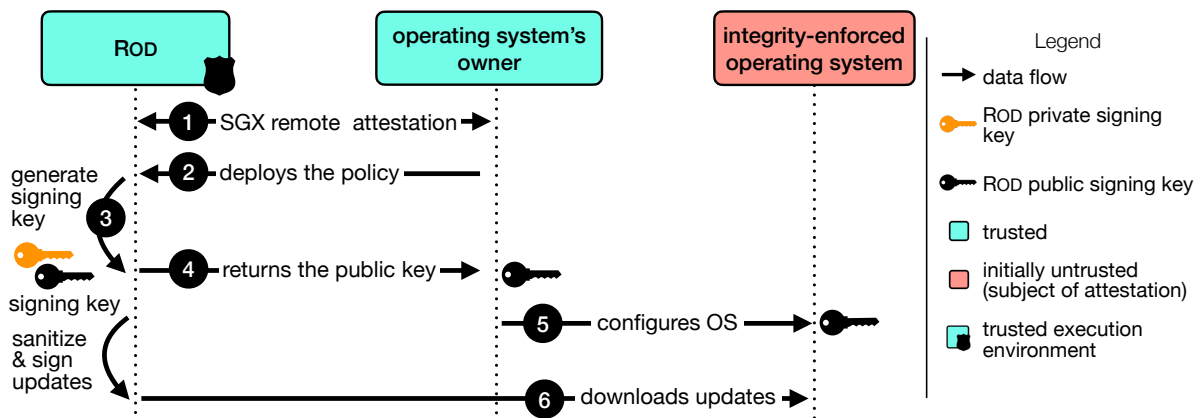 ROD
operating system's
owner
integrity-enforced
operating system
Legend
data flow
ROD private signing
key
ROD public signing key
trusted
initially untrusted
(subject of attestation)
trusted execution
environment
1 SGX remote attestation
2 deploys the policy
generate
signing
key
3
4 returns the public key
signing key
5 configures OS
sanitize
& sign
updates
6 downloads updates